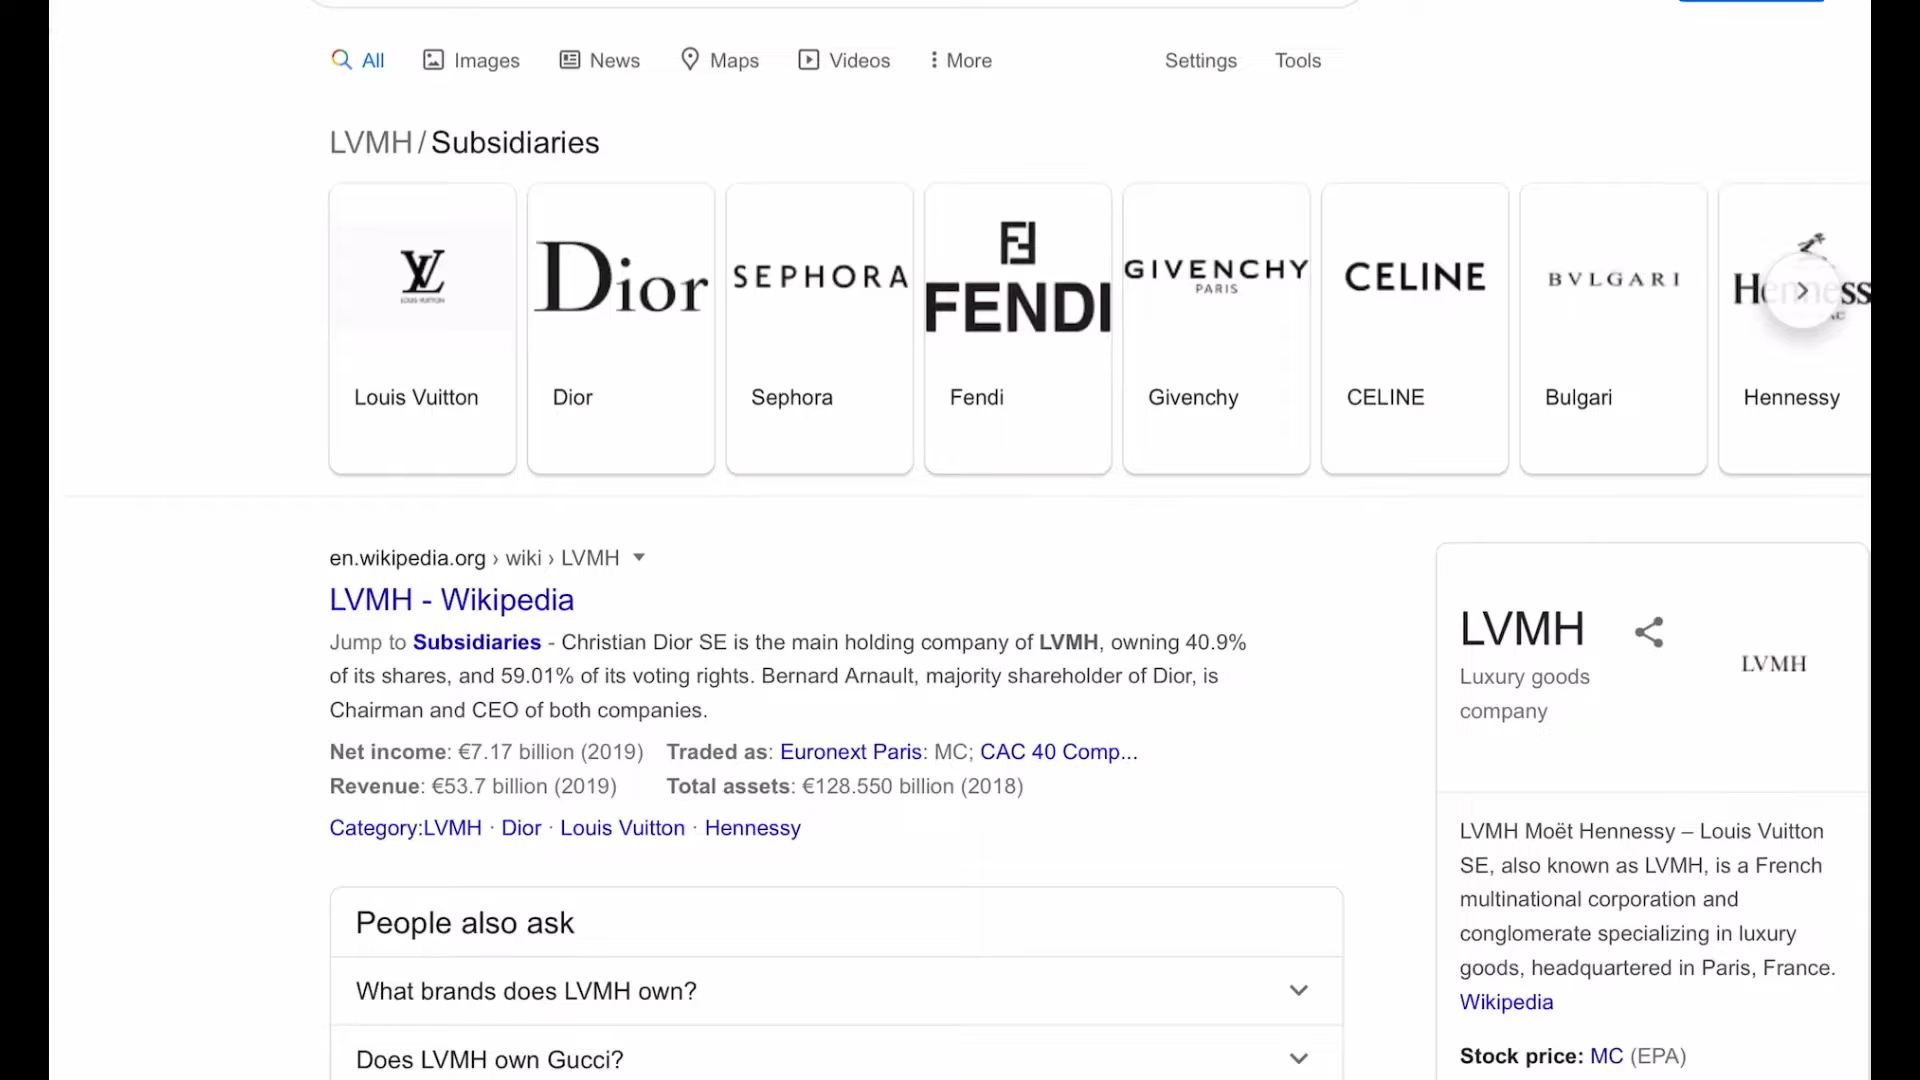 All Images News Maps Videos More Settings Tools
LVMH/Subsidiaries
LOUIS VUITTON
Dior
SEPHORA
FENDI
GIVENCHY
PARIS
CELINE
BVLGARI
Louis Vuitton
Dior
Sephora
Fendi
Givenchy
CELINE
Bulgari
Hennessy
en.wikipedia.org › wiki › LVMH
LVMH - Wikipedia
Jump to Subsidiaries - Christian Dior SE is the main holding company of LVMH, owning 40.9%
of its shares, and 59.01% of its voting rights. Bernard Arnault, majority shareholder of Dior, is
Chairman and CEO of both companies.
Net income: €7.17 billion (2019) Traded as: Euronext Paris: MC; CAC 40 Comp...
Revenue: €53.7 billion (2019) Total assets: €128.550 billion (2018)
Category:LVMH · Dior · Louis Vuitton · Hennessy
People also ask
What brands does LVMH own?
Does LVMH own Gucci?
LVMH
LVMH
Luxury goods
company
LVMH Moët Hennessy – Louis Vuitton
SE, also known as LVMH, is a French
multinational corporation and
conglomerate specializing in luxury
goods, headquartered in Paris, France.
Wikipedia
Stock price: MC (EPA)